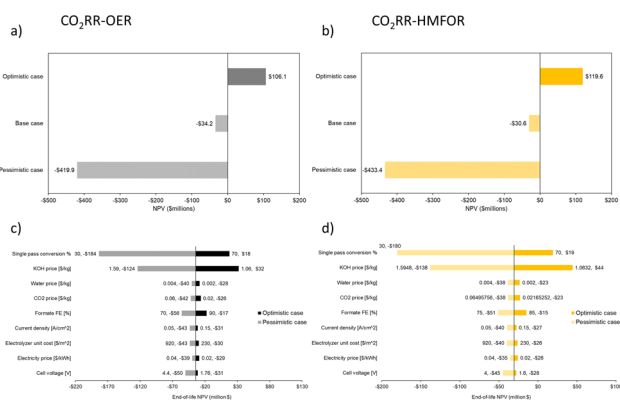 CO2RR-OER
CO2RR-HMFOR
a)
Optimistic case
$106.1
Base case
-$34.2
Pessimistic case
-$419.9
-$500 -$400 -$300 -$200 -$100 $0 $100 $200
NPV ($millions)
b)
Optimistic case
$119.6
Base case
-$30.6
Pessimistic case
-$433.4
-$500 -$400 -$300 -$200 -$100 $0 $100 $200
NPV ($millions)
c)
Single pass conversion %
30, -$184
70, $18
KOH price [$/kg]
1.59, -$124
1.06, $32
Water price [$/kg]
0.004, -$40
0.002, -$28
CO2 price [$/kg]
0.06, -$42
0.02, -$26
Formate FE [%]
70, -$56
90, -$17
Current density [A/cm^2]
0.05, -$43
0.15, -$31
Electrolyzer unit cost [$/m^2]
920, -$43
230, -$30
Electricity price [$/kWh]
0.04, -$39
0.02, -$29
Cell voltage [V]
4.4, -$50
1.76, -$31
Optimistic case
Pessimistic case
-$220 -$170 -$120 -$70 -$20 $30 $80 $130
End-of-life NPV (million $)
d)
Single pass conversion %
30, -$180
70, $19
KOH price [$/kg]
1.5948, -$138
1.0632, $44
Water price [$/kg]
0.004, -$38
0.002, -$23
CO2 price [$/kg]
0.06495756, -$38
0.02165252, -$23
Formate FE [%]
75, -$51
85, -$15
Current density [A/cm^2]
0.05, -$40
0.15, -$27
Electrolyzer unit cost [$/m^2]
920, -$40
230, -$26
Electricity price [$/kWh]
0.04, -$35
0.02, -$26
Cell voltage [V]
4, -$45
1.6, -$28
Optimistic case
Pessimistic case
-$200 -$150 -$100 -$50 $0 $50 $100
End-of-life NPV (million $)